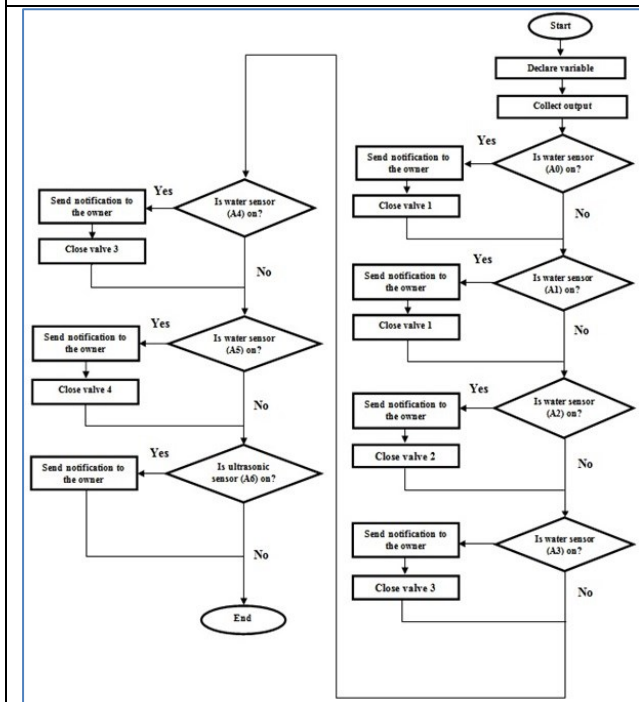 Start
Declare variable
Collect output
Is water sensor
(A0) on?
Yes
Send notification to
the owner
Close valve 1
No
Is water sensor
(A1) on?
Yes
Send notification to
the owner
Close valve 1
No
Is water sensor
(A2) on?
Yes
Send notification to
the owner
Close valve 2
No
Is water sensor
(A3) on?
Send notification to
the owner
Close valve 3
No
Is water sensor
(A4) on?
Yes
Send notification to
the owner
Close valve 3
No
Is water sensor
(A5) on?
Yes
Send notification to
the owner
Close valve 4
No
Is ultrasonic
sensor (A6) on?
Yes
Send notification to
the owner
No
End